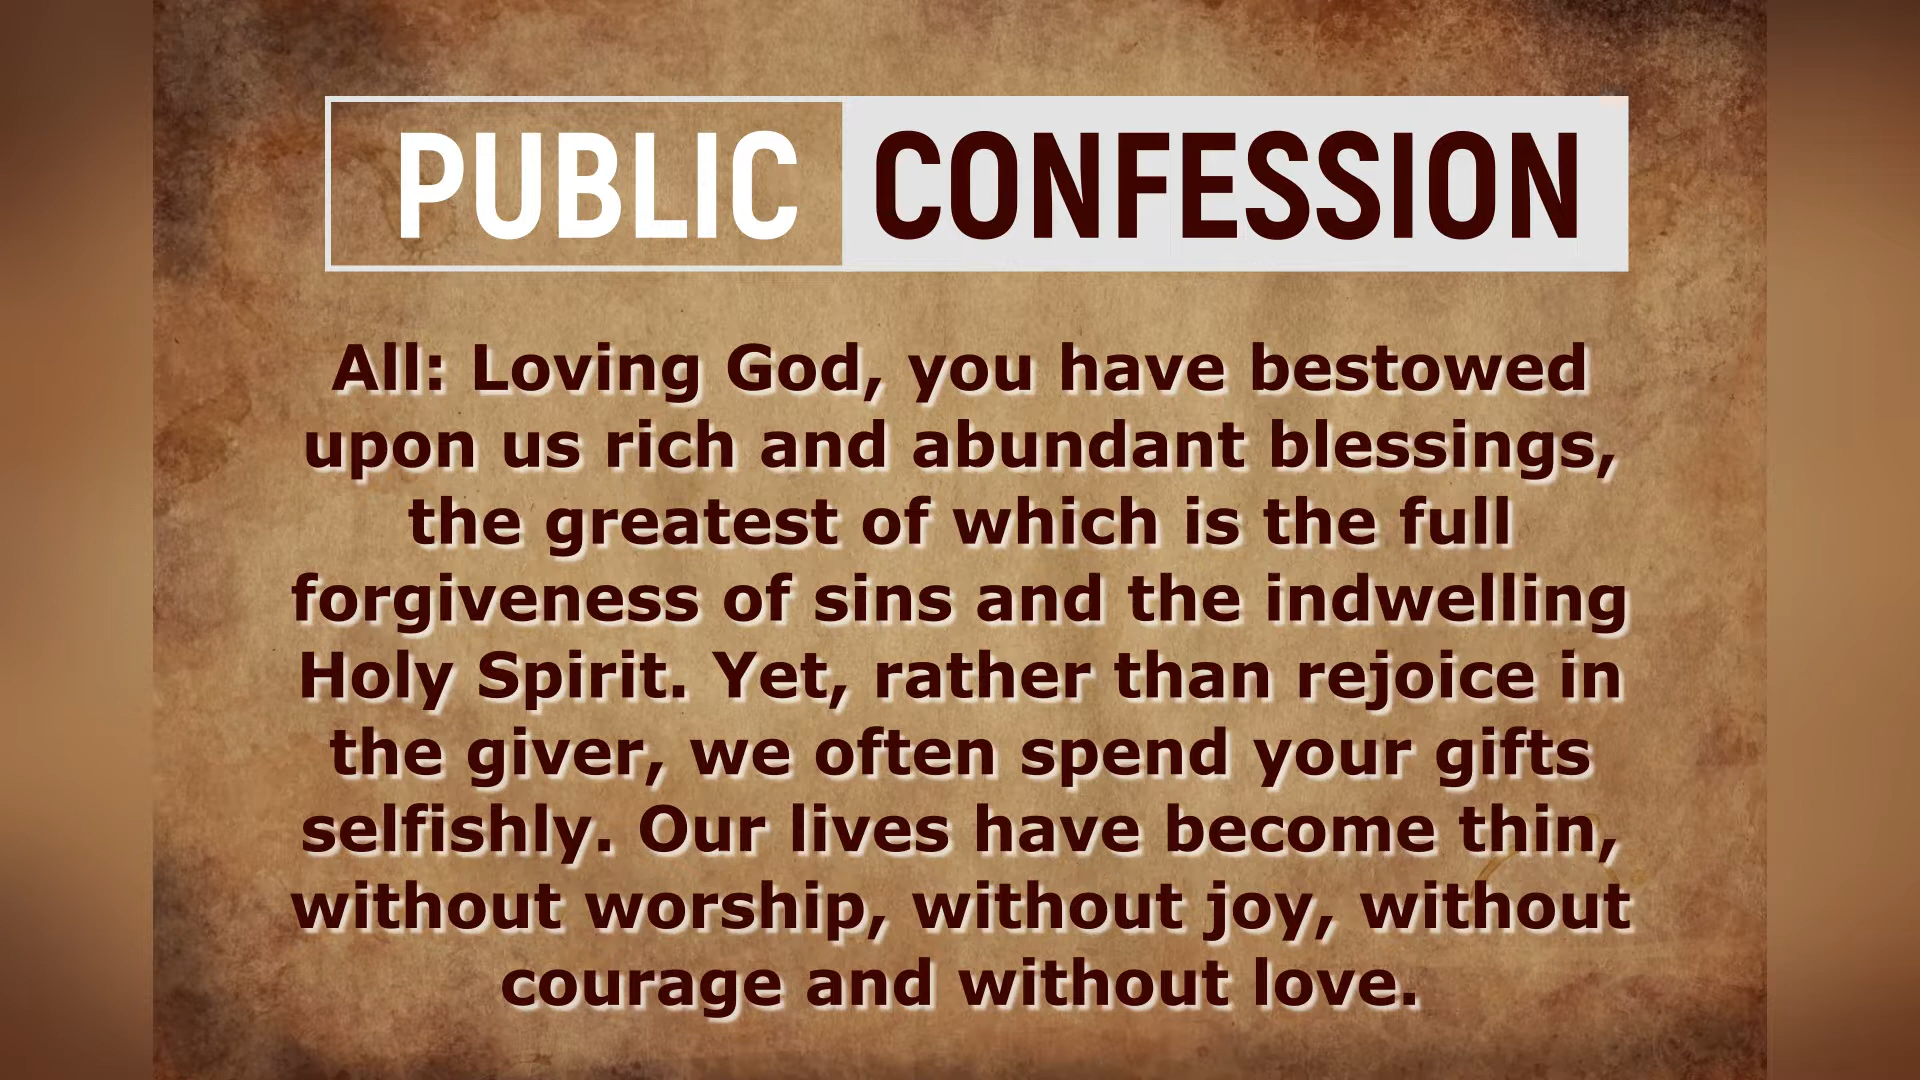 PUBLIC CONFESSION
All: Loving God, you have bestowed
upon us rich and abundant blessings,
the greatest of which is the full
forgiveness of sins and the indwelling
Holy Spirit. Yet, rather than rejoice in
the giver, we often spend your gifts
selfishly. Our lives have become thin,
without worship, without joy, without
courage and without love.